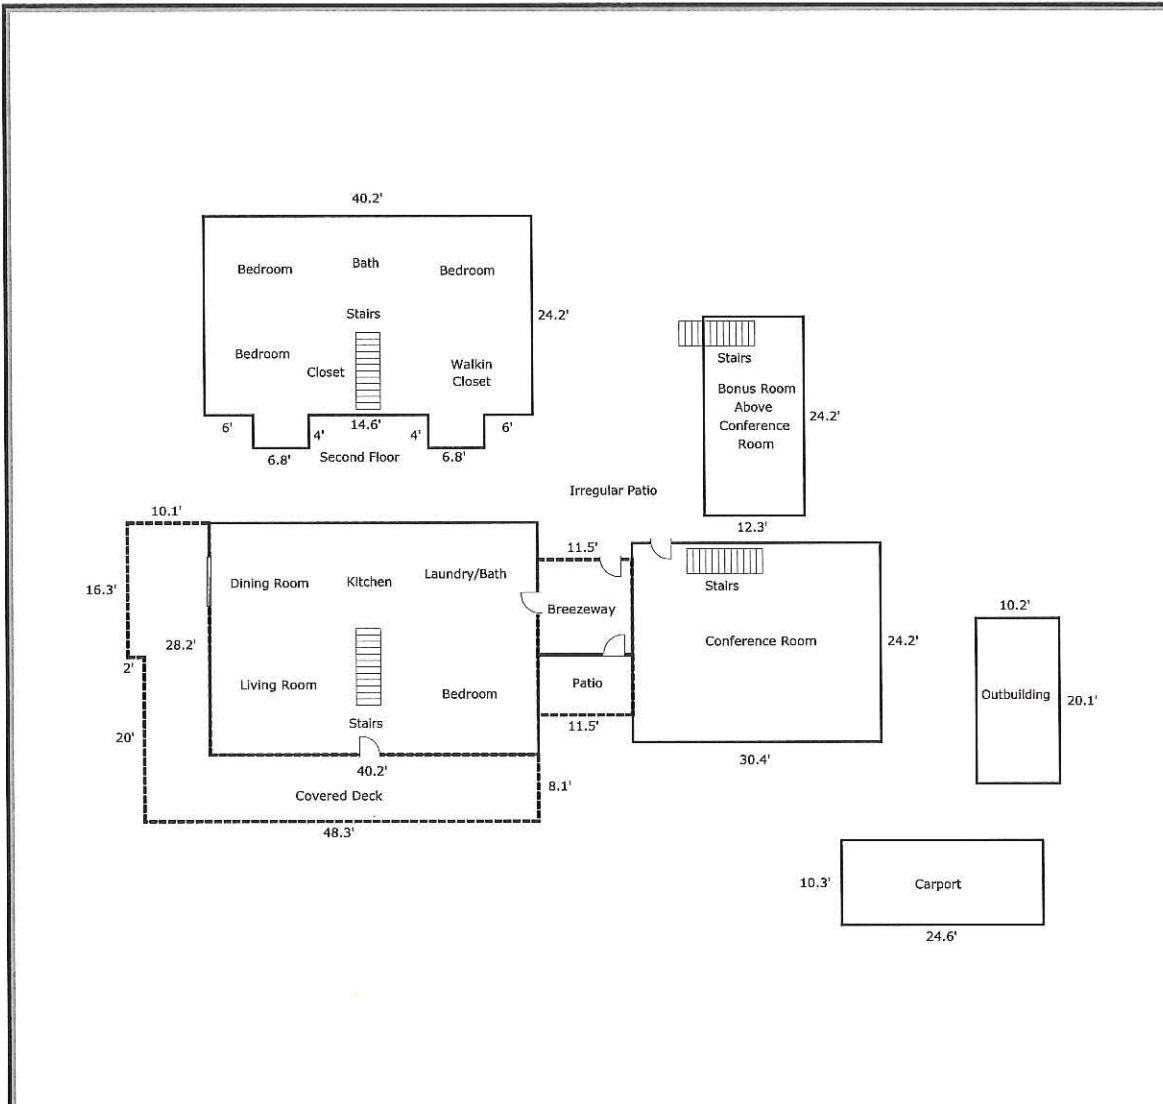 40.2'
Bedroom
Bath
Bedroom
Stairs
24.2'
Bedroom
Closet
Walkin
Closet
6'
4'
14.6'
4'
6'
6.8'
Second Floor
6.8'
Stairs
Bonus Room
Above
Conference
Room
24.2'
12.3'
Irregular Patio
10.1'
16.3'
2'
20'
28.2'
Dining Room
Kitchen
Laundry/Bath
Living Room
Bedroom
Stairs
40.2'
Covered Deck
8.1'
48.3'
11.5'
Breezeway
Patio
11.5'
Stairs
Conference Room
24.2'
30.4'
10.2'
Outbuilding
20.1'
10.3'
Carport
24.6'